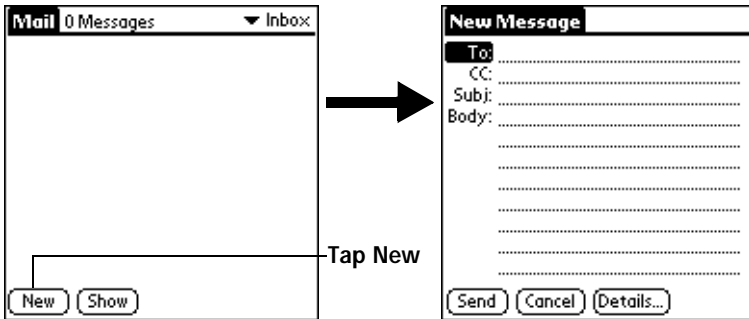 Mail 0 Messages Inbox
Tap New
New Show
New Message
To:
CC:
Subj:
Body:
Send Cancel Details...